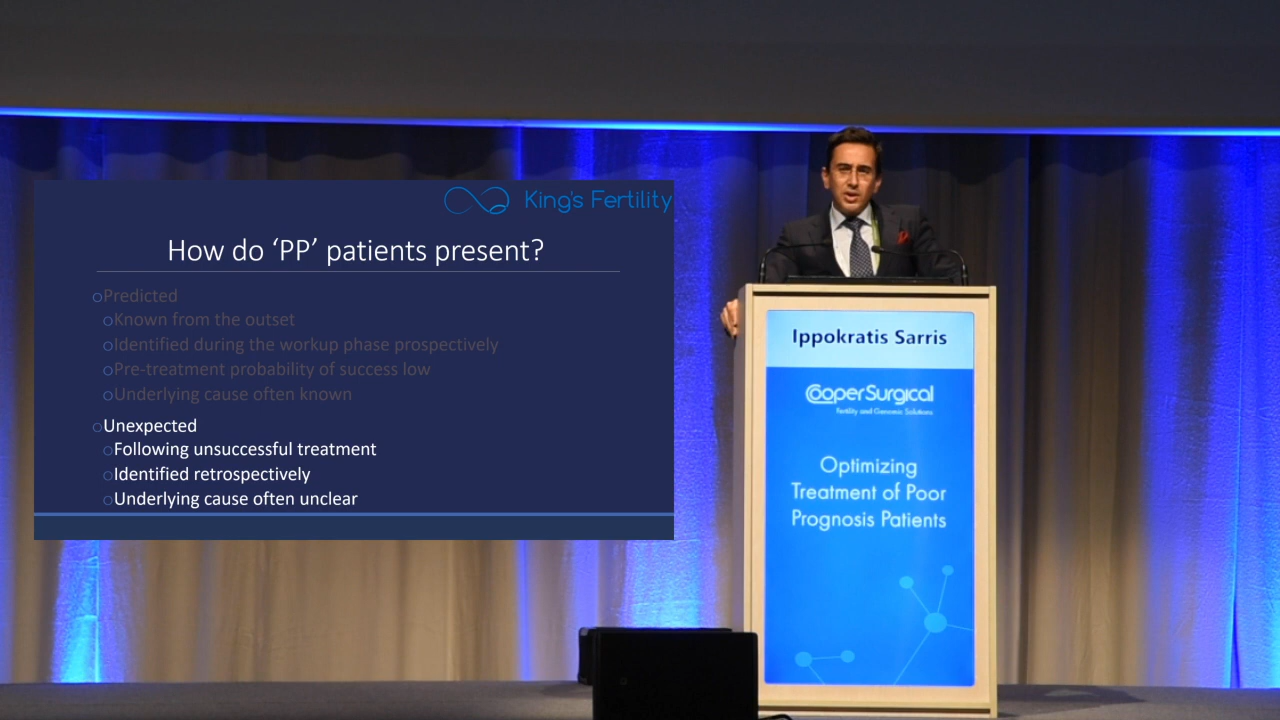 King's Fertility
How do ‘PP’ patients present?
Predicted
Known from the outset
Identified during the workup phase prospectively
Pre-treatment probability of success low
Underlying cause often known
Unexpected
Following unsuccessful treatment
Identified retrospectively
Underlying cause often unclear
Ippokratis Sarris
CooperSurgical
Fertility and Genomic Solutions
Optimizing
Treatment of Poor
Prognosis Patients